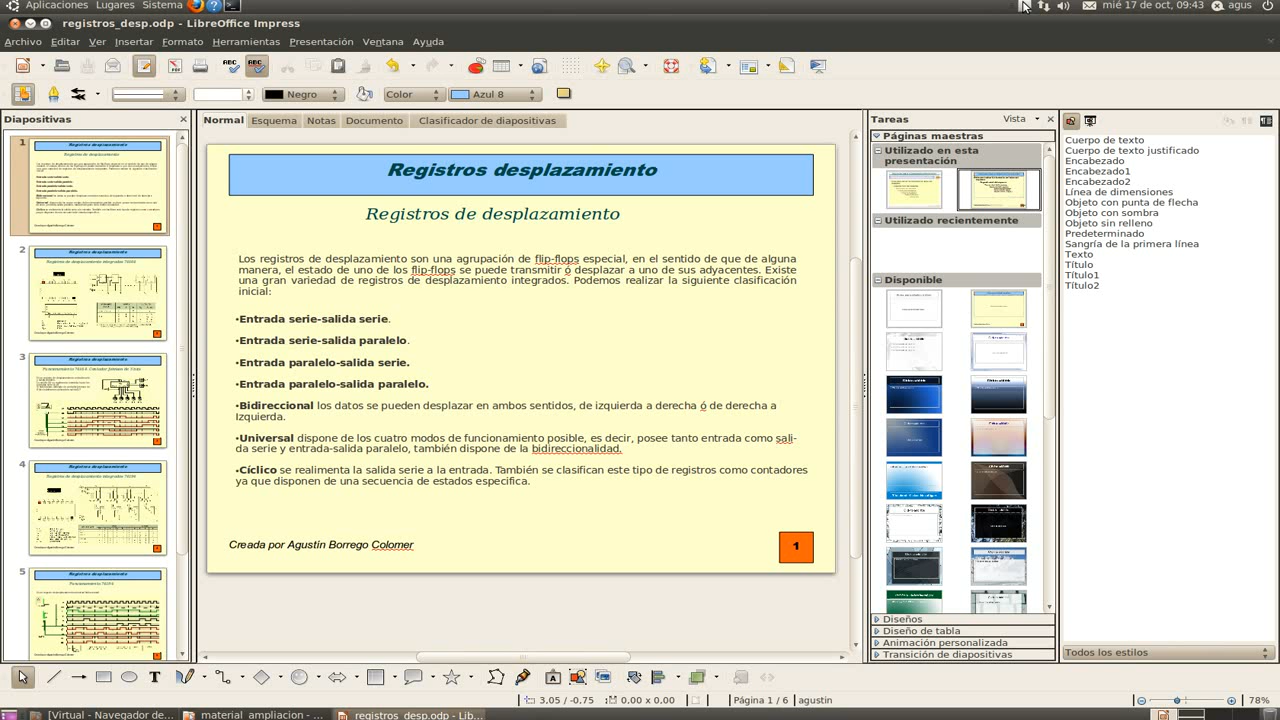 Aplicaciones Lugares Sistema
mié 17 de oct, 09:43 agus
registros_desp.odp - LibreOffice Impress
Archivo Editar Ver Insertar Formato Herramientas Presentación Ventana Ayuda
Negro Color Azul 8
Diapositivas
Normal Esquema Notas Documento Clasificador de diapositivas
Tareas Vista
1
2
3
4
5
Registros desplazamiento
Registros de desplazamiento
Los registros de desplazamiento son una agrupación de flip-flops especial, en el sentido de que de alguna
manera, el estado de uno de los flip-flops se puede transmitir ó desplazar a uno de sus adyacentes. Existe
una gran variedad de registros de desplazamiento integrados. Podemos realizar la siguiente clasificación
inicial:
•Entrada serie-salida serie.
•Entrada serie-salida paralelo.
•Entrada paralelo-salida serie.
•Entrada paralelo-salida paralelo.
•Bidireccional los datos se pueden desplazar en ambos sentidos, de izquierda a derecha ó de derecha a
izquierda.
•Universal dispone de los cuatro modos de funcionamiento posible, es decir, posee tanto entrada como sali-
da serie y entrada-salida paralelo, también dispone de la bidireccionalidad.
•Cíclico se realimenta la salida serie a la entrada. También se clasifican este tipo de registros como contadores
ya que disponen de una secuencia de estados específica.
Creada por Agustín Borrego Colomer
1
Páginas maestras
Utilizado en esta
presentación
Utilizado recientemente
Disponible
Diseños
Diseño de tabla
Animación personalizada
Transición de diapositivas
Cuerpo de texto
Cuerpo de texto justificado
Encabezado
Encabezado1
Encabezado2
Línea de dimensiones
Objeto con punta de flecha
Objeto con sombra
Objeto sin relleno
Predeterminado
Sangría de la primera línea
Texto
Título
Título1
Título2
Todos los estilos
3.05 / -0.75 0,00 x 0.00 Página 1 / 6 agustin 78%
[Virtual - Navegador de... material_ampliacion - ... registros_desp.odp - Lib...